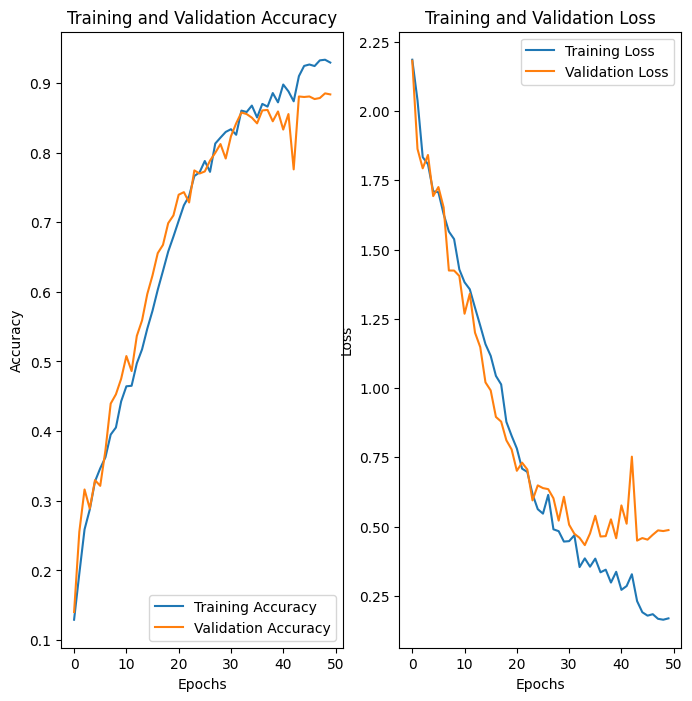 Training and Validation Accuracy
0.9
0.8
0.7
0.6
0.5
0.4
0.3
0.2
0.1
Accuracy
Training Accuracy
Validation Accuracy
0 10 20 30 40 50
Epochs
Training and Validation Loss
2.25
2.00
1.75
1.50
1.25
1.00
0.75
0.50
0.25
Loss
Training Loss
Validation Loss
0 10 20 30 40 50
Epochs